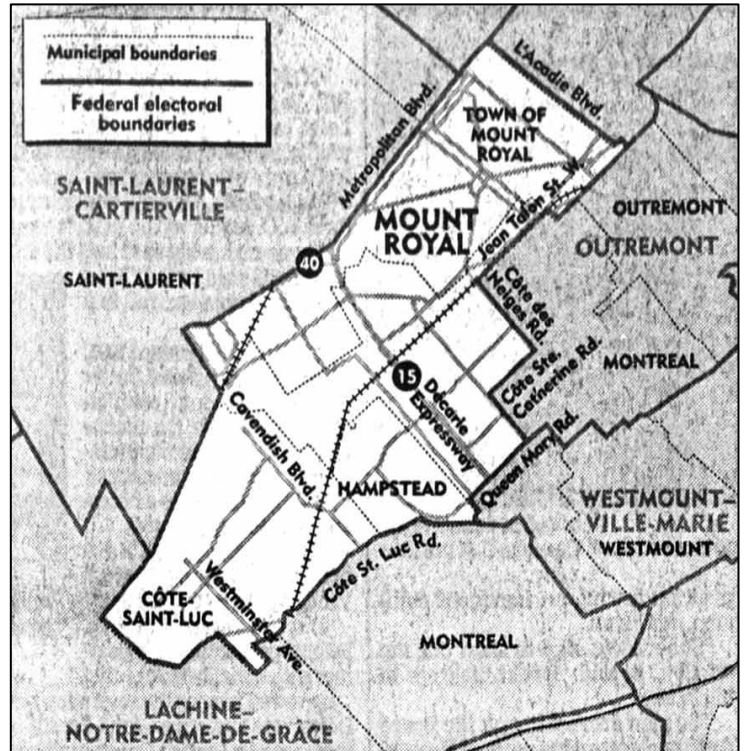 Municipal boundaries
Federal electoral
boundaries
L'Acadie Blvd.
Metropolitan Blvd.
TOWN OF
MOUNT
ROYAL
SAINT-LAURENT–
CARTIERVILLE
MOUNT
ROYAL
Jean Talon St. W.
OUTREMONT
OUTREMONT
SAINT-LAURENT
40
Côte des
Neiges Rd.
MONTREAL
Côte Ste.
Catherine Rd.
15
Décarie
Expressway
Cavendish Blvd.
HAMPSTEAD
Queen Mary Rd.
WESTMOUNT–
VILLE-MARIE
WESTMOUNT
Côte St. Luc Rd.
CÔTE-
SAINT-LUC
Westminster Ave.
MONTREAL
LACHINE–
NOTRE-DAME-DE-GRÂCE